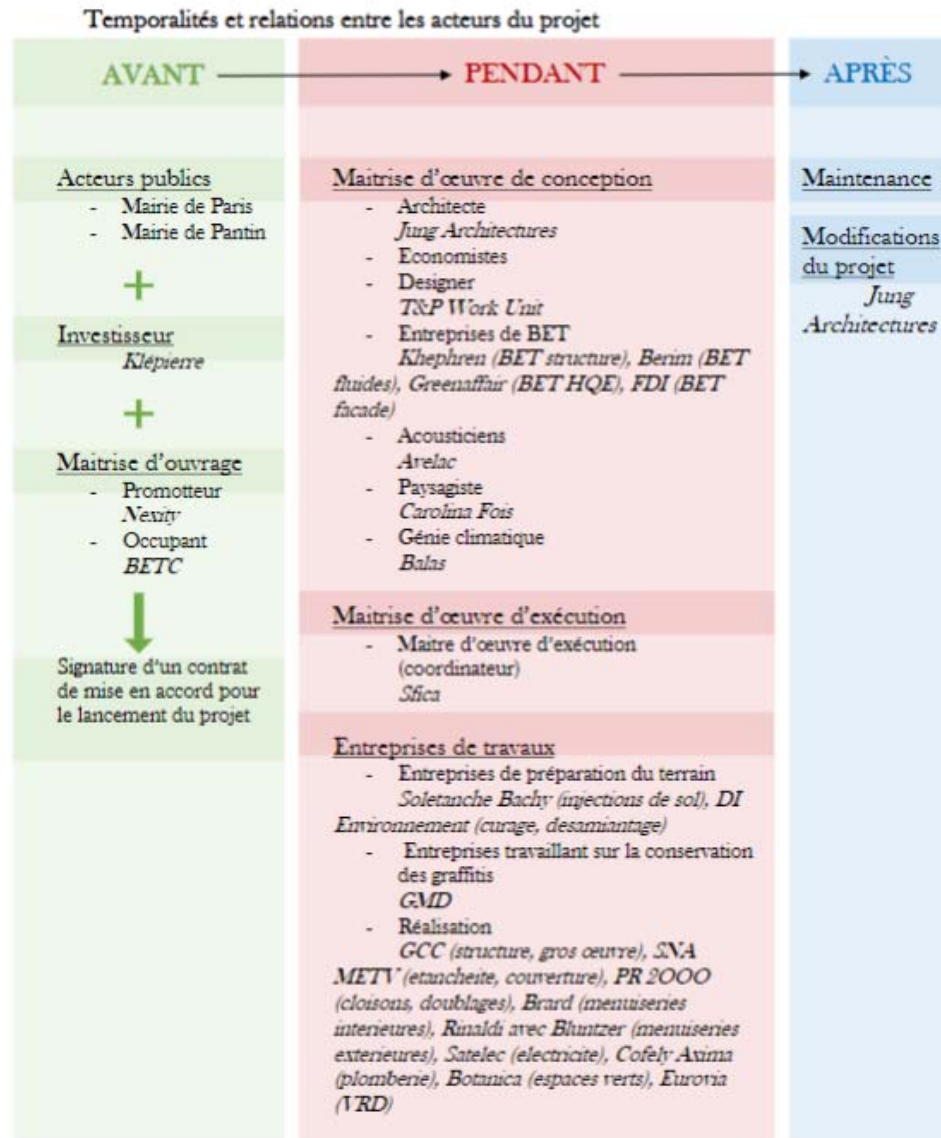 Temporalités et relations entre les acteurs du projet
AVANT
PENDANT
APRÈS
Acteurs publics
- Mairie de Paris
- Mairie de Pantin
+
Investisseur
Klépierre
+
Maitrise d'ouvrage
- Promotteur
Nexity
- Occupant
BETC
Signature d'un contrat
de mise en accord pour
le lancement du projet
Maitrise d'œuvre de conception
- Architecte
Jung Architectures
- Economistes
- Designer
T&P Work Unit
- Entreprises de BET
Khephren (BET structure), Berim (BET
fluides), Greenaffair (BET HQE), FDI (BET
facade)
- Acousticiens
Avelac
- Paysagiste
Carolina Fois
- Génie climatique
Balas
Maitrise d'œuvre d'exécution
- Maitre d'œuvre d'exécution
(coordinateur)
Sfica
Entreprises de travaux
- Entreprises de préparation du terrain
Soletanche Bachy (injections de sol), DI
Environnement (curage, desamiantage)
- Entreprises travaillant sur la conservation
des graffitis
GMD
- Réalisation
GCC (structure, gros œuvre), SNA
METV (etancheite, couverture), PR 2000
(cloisons, doublages), Brard (menuiseries
interieures), Rinaldi avec Bluntzer (menuiseries
exterieures), Satelec (electricite), Cofely Axima
(plomberie), Botanica (espaces verts), Eurovia
(VRD)
Maintenance
Modifications
du projet
Jung
Architectures